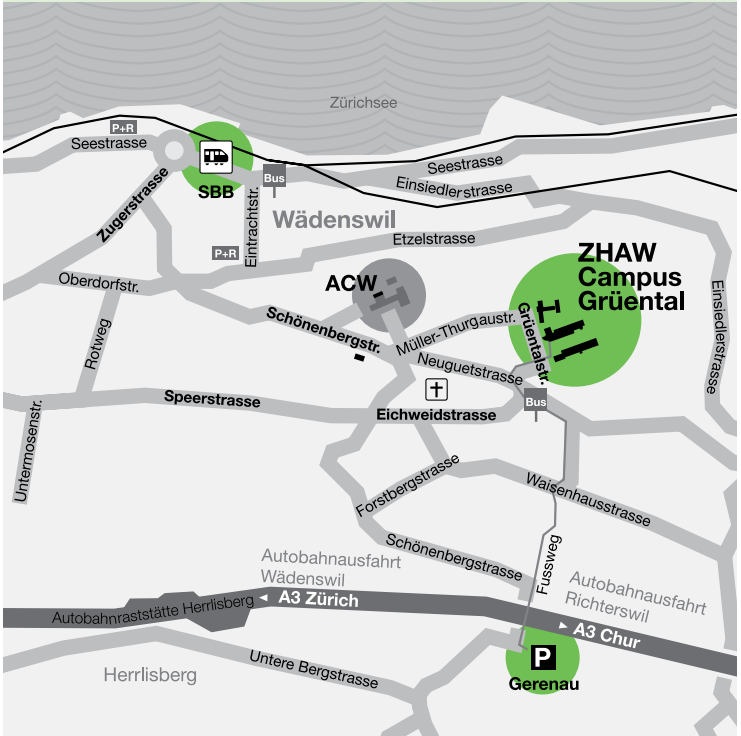 Zürichsee
P+R
Seestrasse
SBB
Bus
Seestrasse
Einsiedlerstrasse
Zugerstrasse
Eintrachtstr.
Wädenswil
P+R
Etzelstrasse
Oberdorfstr.
ACW
ZHAW
Campus
Grüental
Einsiedlerstrasse
Schönenbergstr.
Müller-Thurgaustr.
Grüentalstr.
Rotweg
Neuguetstrasse
Speerstrasse
Eichweidstrasse
Bus
Untermosenstr.
Forstbergstrasse
Waisenhausstrasse
Schönenbergstrasse
Fussweg
Autobahnausfahrt
Wädenswil
Autobahnausfahrt
Richterswil
Autobahnraststätte Herrlisberg
◄ A3 Zürich
► A3 Chur
Herrlisberg
Untere Bergstrasse
P
Gerenau